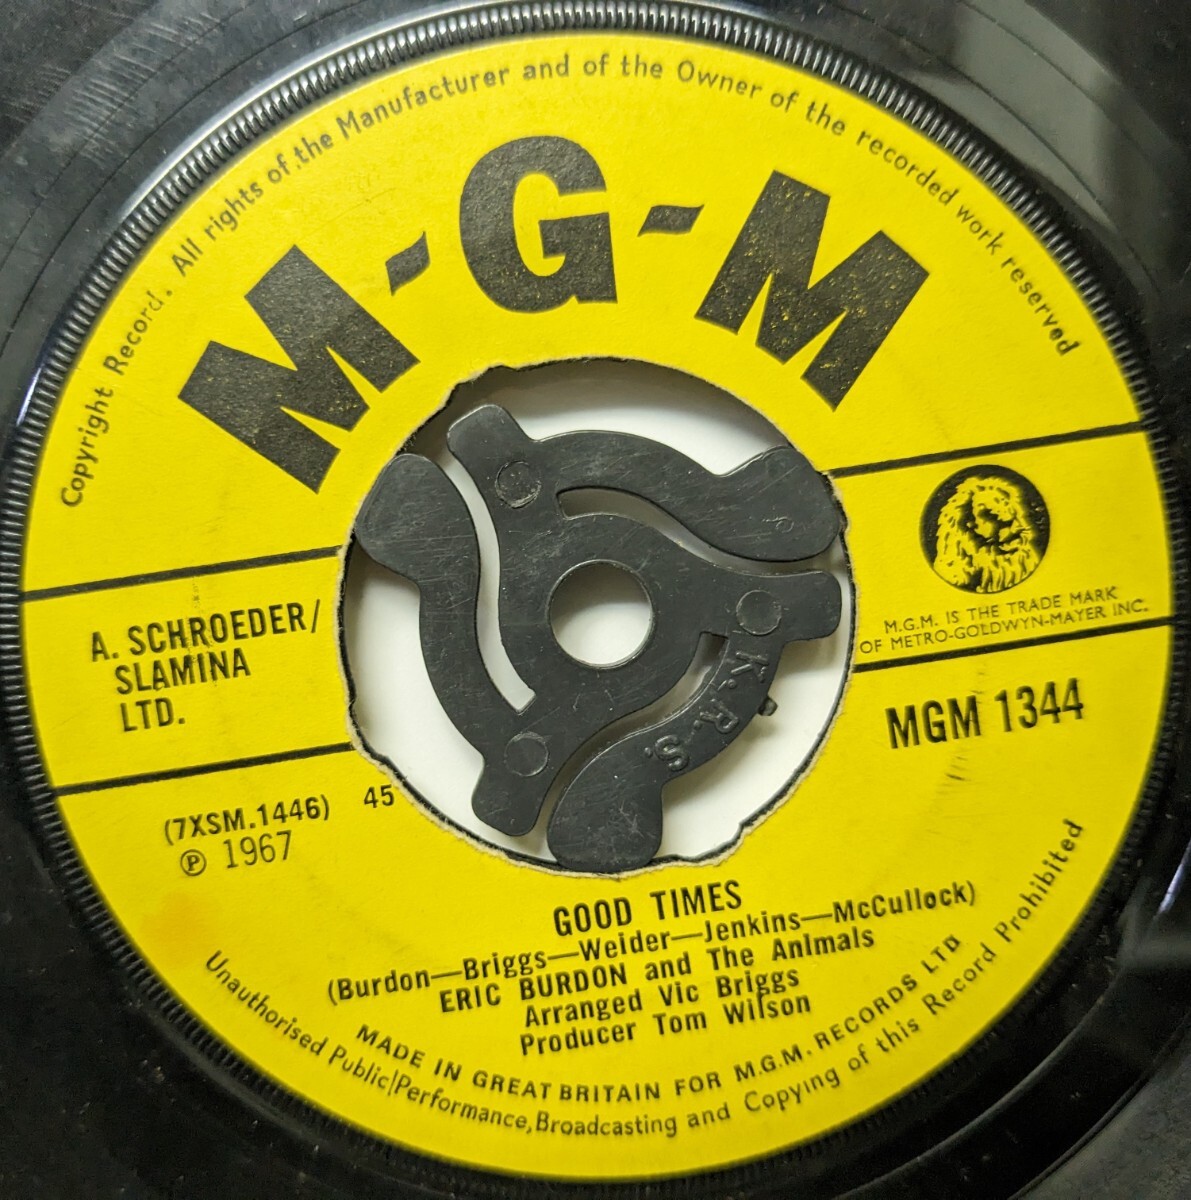 Copyright Record. All rights of the Manufacturer and of the Owner of the recorded work reserved
M-G-M
A. SCHROEDER/
SLAMINA
LTD.
M.G.M. IS THE TRADE MARK
OF METRO-GOLDWYN-MAYER INC.
MGM 1344
(7XSM.1446) 45
℗ 1967
K.R.S.
GOOD TIMES
(Burdon—Briggs—Weider—Jenkins—McCullock)
ERIC BURDON and The Animals
Arranged Vic Briggs
Producer Tom Wilson
MADE IN GREAT BRITAIN FOR M.G.M. RECORDS LTD
Unauthorised Public Performance, Broadcasting and Copying of this Record Prohibited